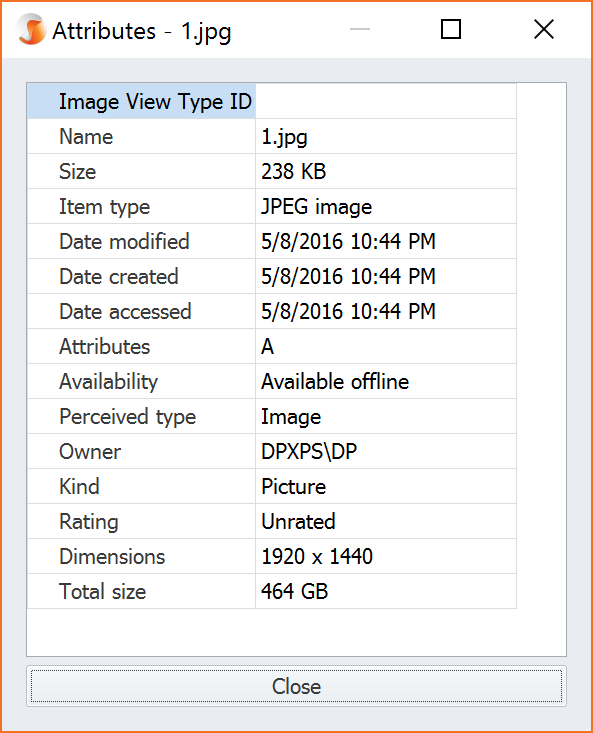 Attributes - 1.jpg
Image View Type ID
Name 1.jpg
Size 238 KB
Item type JPEG image
Date modified 5/8/2016 10:44 PM
Date created 5/8/2016 10:44 PM
Date accessed 5/8/2016 10:44 PM
Attributes A
Availability Available offline
Perceived type Image
Owner DPXPS\DP
Kind Picture
Rating Unrated
Dimensions 1920 x 1440
Total size 464 GB
Close